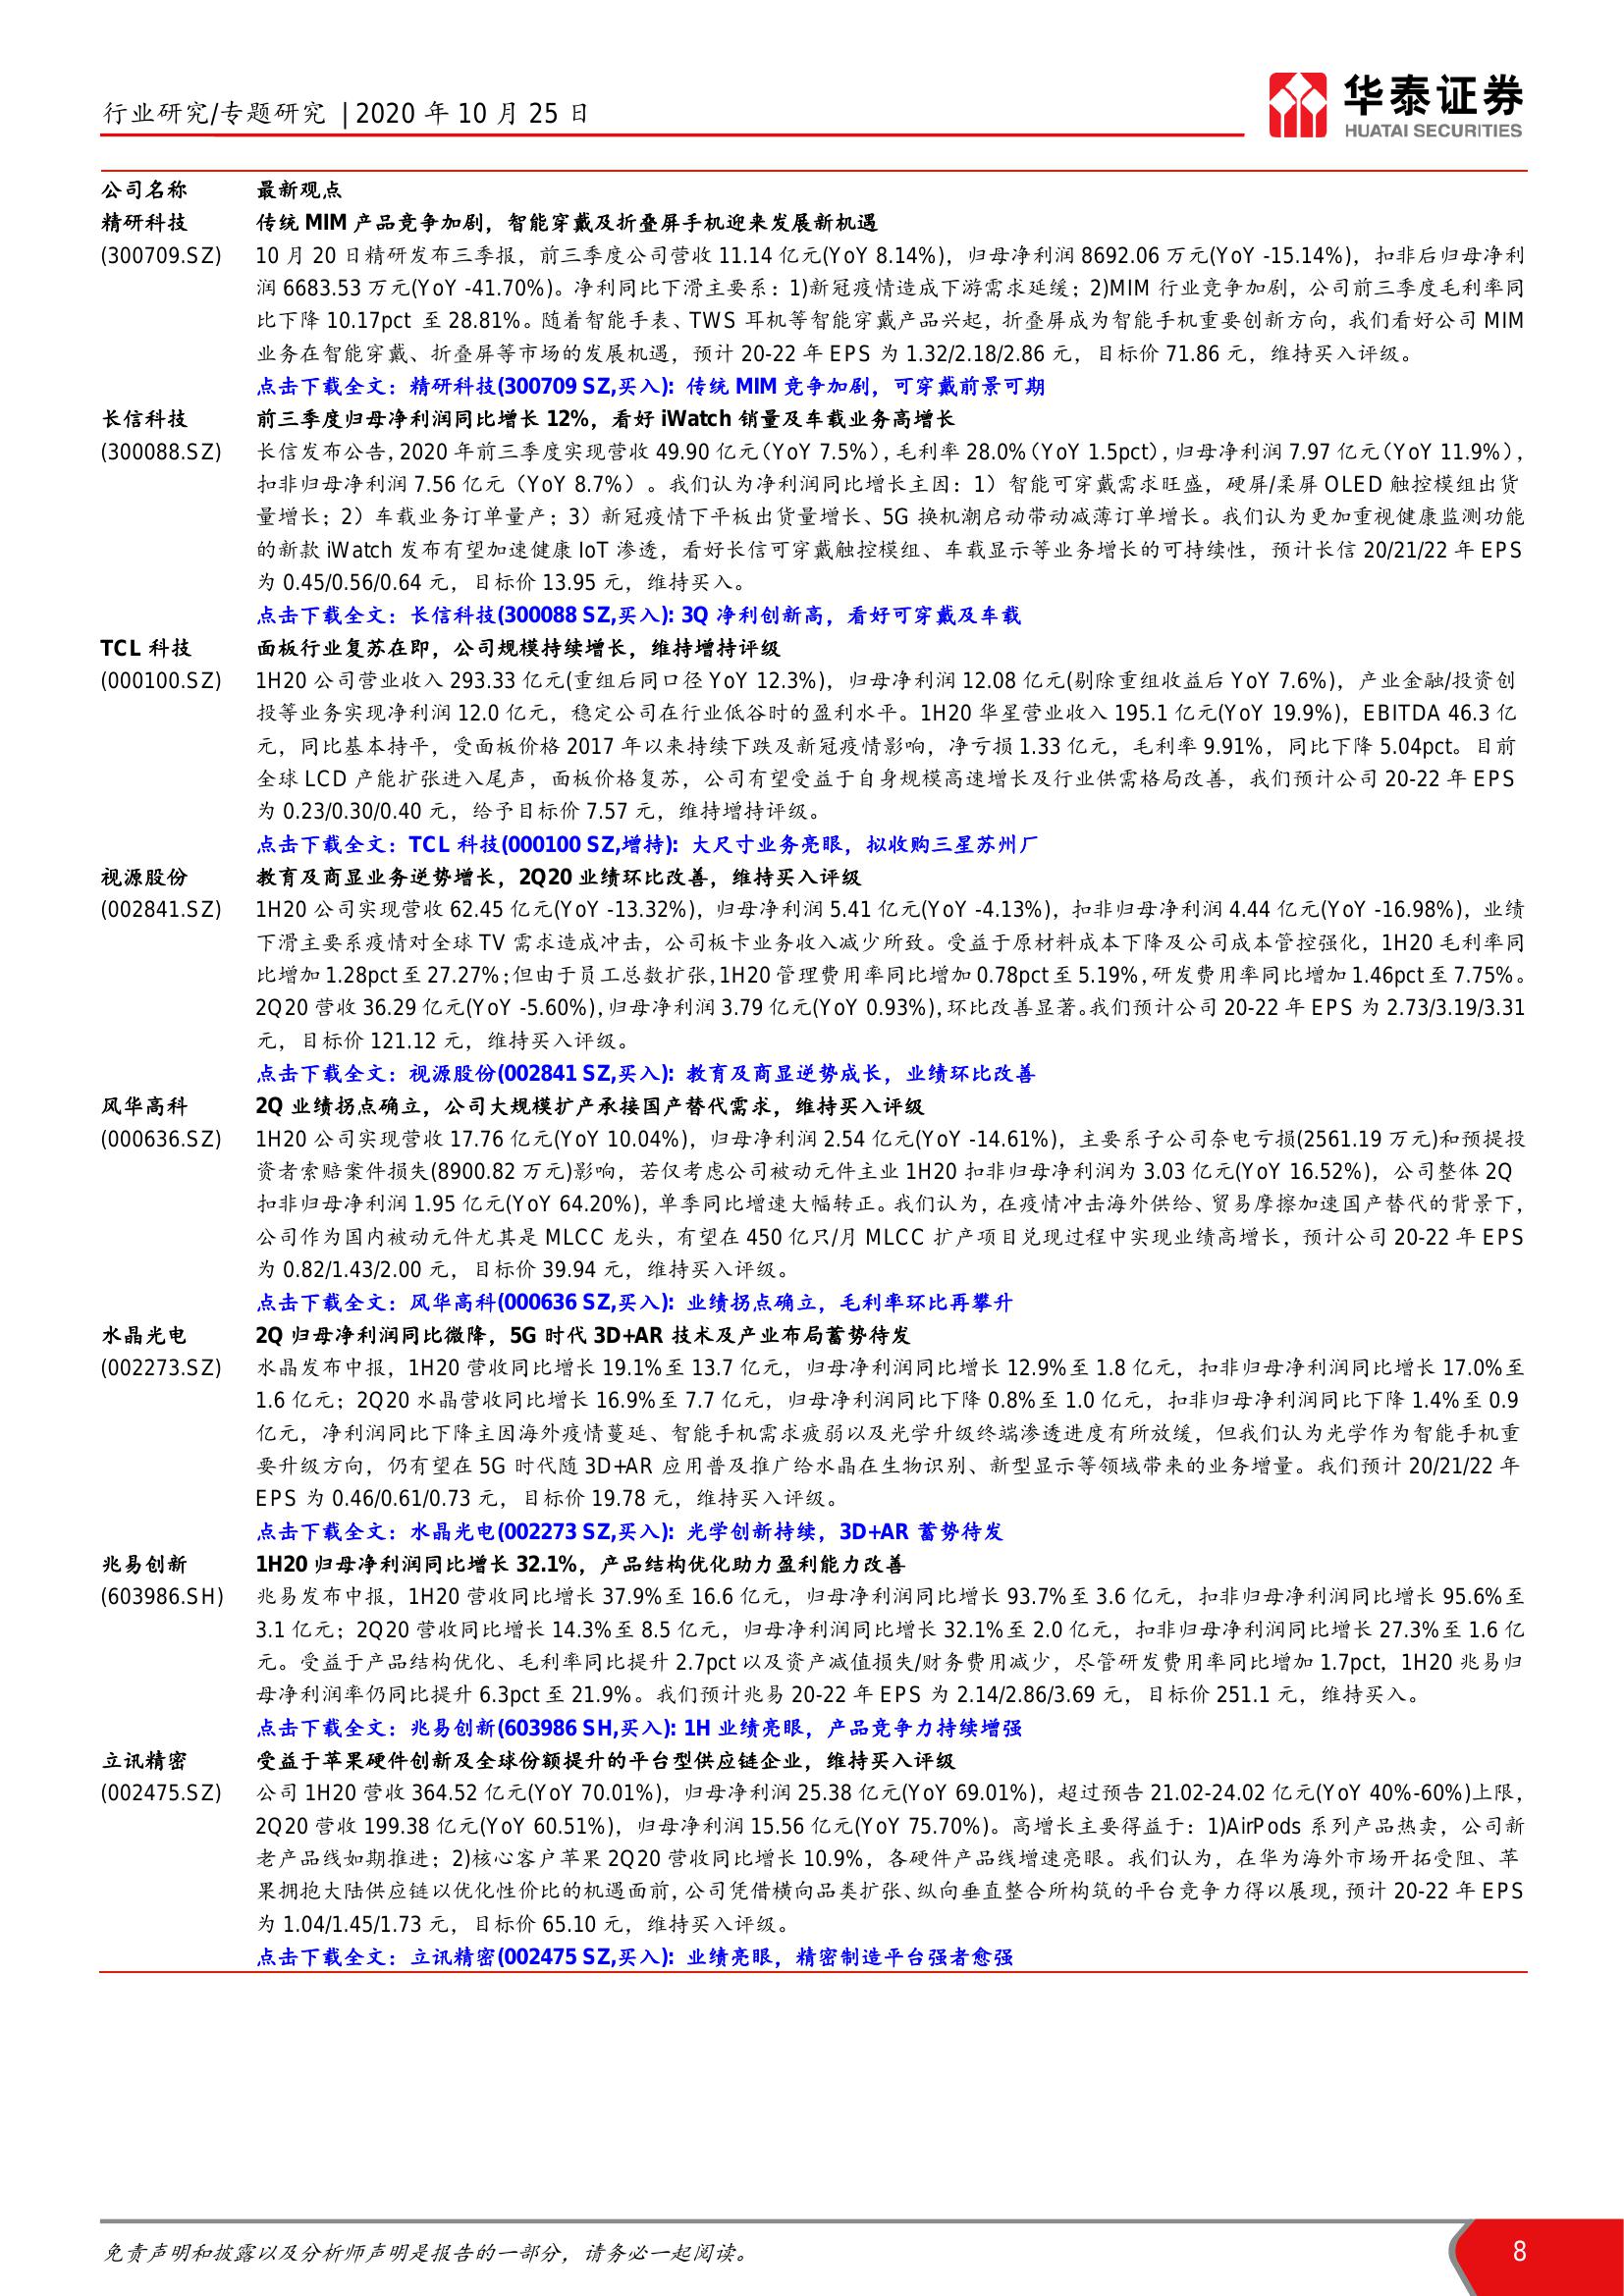 行业研究/专题研究 | 2020 年 10 月 25 日
华泰证券
HUATAI SECURITIES
公司名称 最新观点
精研科技 传统 MIM 产品竞争加剧，智能穿戴及折叠屏手机迎来发展新机遇
(300709.SZ) 10 月 20 日精研发布三季报，前三季度公司营收 11.14 亿元(YoY 8.14%)，归母净利润 8692.06 万元(YoY -15.14%)，扣非后归母净利
润 6683.53 万元(YoY -41.70%)。净利同比下滑主要系：1)新冠疫情造成下游需求延缓；2)MIM 行业竞争加剧，公司前三季度毛利率同
比下降 10.17pct 至 28.81%。随着智能手表、TWS 耳机等智能穿戴产品兴起，折叠屏成为智能手机重要创新方向，我们看好公司 MIM
业务在智能穿戴、折叠屏等市场的发展机遇，预计 20-22 年 EPS 为 1.32/2.18/2.86 元，目标价 71.86 元，维持买入评级。
点击下载全文：精研科技(300709 SZ,买入): 传统 MIM 竞争加剧，可穿戴前景可期
长信科技 前三季度归母净利润同比增长 12%，看好 iWatch 销量及车载业务高增长
(300088.SZ) 长信发布公告，2020 年前三季度实现营收 49.90 亿元（YoY 7.5%），毛利率 28.0%（YoY 1.5pct），归母净利润 7.97 亿元（YoY 11.9%），
扣非归母净利润 7.56 亿元（YoY 8.7%）。我们认为净利润同比增长主因：1）智能可穿戴需求旺盛，硬屏/柔屏 OLED 触控模组出货
量增长；2）车载业务订单量产；3）新冠疫情下平板出货量增长、5G 换机潮启动带动减薄订单增长。我们认为更加重视健康监测功能
的新款 iWatch 发布有望加速健康 IoT 渗透，看好长信可穿戴触控模组、车载显示等业务增长的可持续性，预计长信 20/21/22 年 EPS
为 0.45/0.56/0.64 元，目标价 13.95 元，维持买入。
点击下载全文：长信科技(300088 SZ,买入): 3Q 净利创新高，看好可穿戴及车载
TCL 科技 面板行业复苏在即，公司规模持续增长，维持增持评级
(000100.SZ) 1H20 公司营业收入 293.33 亿元(重组后同口径 YoY 12.3%)，归母净利润 12.08 亿元(剔除重组收益后 YoY 7.6%)，产业金融/投资创
投等业务实现净利润 12.0 亿元，稳定公司在行业低谷时的盈利水平。1H20 华星营业收入 195.1 亿元(YoY 19.9%)，EBITDA 46.3 亿
元，同比基本持平，受面板价格 2017 年以来持续下跌及新冠疫情影响，净亏损 1.33 亿元，毛利率 9.91%，同比下降 5.04pct。目前
全球 LCD 产能扩张进入尾声，面板价格复苏，公司有望受益于自身规模高速增长及行业供需格局改善，我们预计公司 20-22 年 EPS
为 0.23/0.30/0.40 元，给予目标价 7.57 元，维持增持评级。
点击下载全文：TCL 科技(000100 SZ,增持): 大尺寸业务亮眼，拟收购三星苏州厂
视源股份 教育及商显业务逆势增长，2Q20 业绩环比改善，维持买入评级
(002841.SZ) 1H20 公司实现营收 62.45 亿元(YoY -13.32%)，归母净利润 5.41 亿元(YoY -4.13%)，扣非归母净利润 4.44 亿元(YoY -16.98%)，业绩
下滑主要系疫情对全球 TV 需求造成冲击，公司板卡业务收入减少所致。受益于原材料成本下降及公司成本管控强化，1H20 毛利率同
比增加 1.28pct 至 27.27%；但由于员工总数扩张，1H20 管理费用率同比增加 0.78pct 至 5.19%，研发费用率同比增加 1.46pct 至 7.75%。
2Q20 营收 36.29 亿元(YoY -5.60%)，归母净利润 3.79 亿元(YoY 0.93%)，环比改善显著。我们预计公司 20-22 年 EPS 为 2.73/3.19/3.31
元，目标价 121.12 元，维持买入评级。
点击下载全文：视源股份(002841 SZ,买入): 教育及商显逆势成长，业绩环比改善
风华高科 2Q 业绩拐点确立，公司大规模扩产承接国产替代需求，维持买入评级
(000636.SZ) 1H20 公司实现营收 17.76 亿元(YoY 10.04%)，归母净利润 2.54 亿元(YoY -14.61%)，主要系子公司奈电亏损(2561.19 万元)和预提投
资者索赔案件损失(8900.82 万元)影响，若仅考虑公司被动元件主业 1H20 扣非归母净利润为 3.03 亿元(YoY 16.52%)，公司整体 2Q
扣非归母净利润 1.95 亿元(YoY 64.20%)，单季同比增速大幅转正。我们认为，在疫情冲击海外供给、贸易摩擦加速国产替代的背景下，
公司作为国内被动元件尤其是 MLCC 龙头，有望在 450 亿只/月 MLCC 扩产项目兑现过程中实现业绩高增长，预计公司 20-22 年 EPS
为 0.82/1.43/2.00 元，目标价 39.94 元，维持买入评级。
点击下载全文：风华高科(000636 SZ,买入): 业绩拐点确立，毛利率环比再攀升
水晶光电 2Q 归母净利润同比微降，5G 时代 3D+AR 技术及产业布局蓄势待发
(002273.SZ) 水晶发布中报，1H20 营收同比增长 19.1%至 13.7 亿元，归母净利润同比增长 12.9%至 1.8 亿元，扣非归母净利润同比增长 17.0%至
1.6 亿元；2Q20 水晶营收同比增长 16.9%至 7.7 亿元，归母净利润同比下降 0.8%至 1.0 亿元，扣非归母净利润同比下降 1.4%至 0.9
亿元，净利润同比下降主因海外疫情蔓延、智能手机需求疲弱以及光学升级终端渗透进度有所放缓，但我们认为光学作为智能手机重
要升级方向，仍有望在 5G 时代随 3D+AR 应用普及推广给水晶在生物识别、新型显示等领域带来的业务增量。我们预计 20/21/22 年
EPS 为 0.46/0.61/0.73 元，目标价 19.78 元，维持买入评级。
点击下载全文：水晶光电(002273 SZ,买入): 光学创新持续，3D+AR 蓄势待发
兆易创新 1H20 归母净利润同比增长 32.1%，产品结构优化助力盈利能力改善
(603986.SH) 兆易发布中报，1H20 营收同比增长 37.9%至 16.6 亿元，归母净利润同比增长 93.7%至 3.6 亿元，扣非归母净利润同比增长 95.6%至
3.1 亿元；2Q20 营收同比增长 14.3%至 8.5 亿元，归母净利润同比增长 32.1%至 2.0 亿元，扣非归母净利润同比增长 27.3%至 1.6 亿
元。受益于产品结构优化、毛利率同比提升 2.7pct 以及资产减值损失/财务费用减少，尽管研发费用率同比增加 1.7pct，1H20 兆易归
母净利润率仍同比提升 6.3pct 至 21.9%。我们预计兆易 20-22 年 EPS 为 2.14/2.86/3.69 元，目标价 251.1 元，维持买入。
点击下载全文：兆易创新(603986 SH,买入): 1H 业绩亮眼，产品竞争力持续增强
立讯精密 受益于苹果硬件创新及全球份额提升的平台型供应链企业，维持买入评级
(002475.SZ) 公司 1H20 营收 364.52 亿元(YoY 70.01%)，归母净利润 25.38 亿元(YoY 69.01%)，超过预告 21.02-24.02 亿元(YoY 40%-60%)上限，
2Q20 营收 199.38 亿元(YoY 60.51%)，归母净利润 15.56 亿元(YoY 75.70%)。高增长主要得益于：1)AirPods 系列产品热卖，公司新
老产品线如期推进；2)核心客户苹果 2Q20 营收同比增长 10.9%，各硬件产品线增速亮眼。我们认为，在华为海外市场开拓受阻、苹
果拥抱大陆供应链以优化性价比的机遇面前，公司凭借横向品类扩张、纵向垂直整合所构筑的平台竞争力得以展现，预计 20-22 年 EPS
为 1.04/1.45/1.73 元，目标价 65.10 元，维持买入评级。
点击下载全文：立讯精密(002475 SZ,买入): 业绩亮眼，精密制造平台强者愈强
免责声明和披露以及分析师声明是报告的一部分，请务必一起阅读。
8